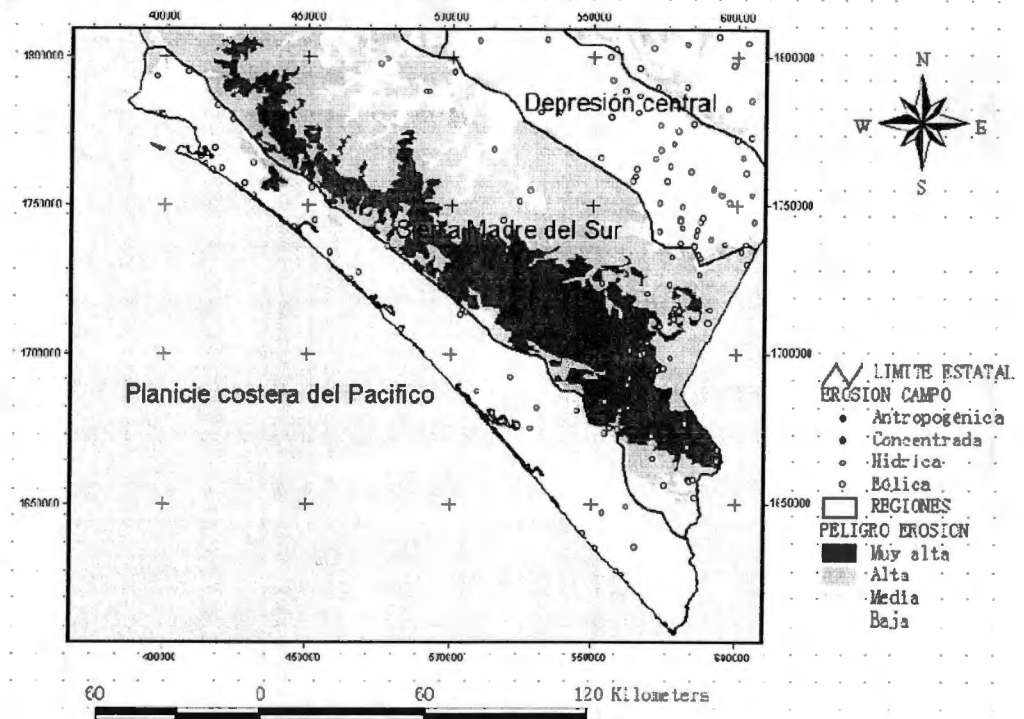 400000 450000 500000 550000 600000
1800000 1800000
Depresión central
N
W E
S
1750000 1750000
Sierra Madre del Sur
1700000 1700000
Planicie costera del Pacifico
1650000 1650000
400000 450000 500000 550000 600000
LIMITE ESTATAL
EROSION CAMPO
Antropogénica
Concentrada
Hidrica
Eólica
REGIONES
PELIGRO EROSION
Muy alta
Alta
Media
Baja
60 0 60 120 Kilometers